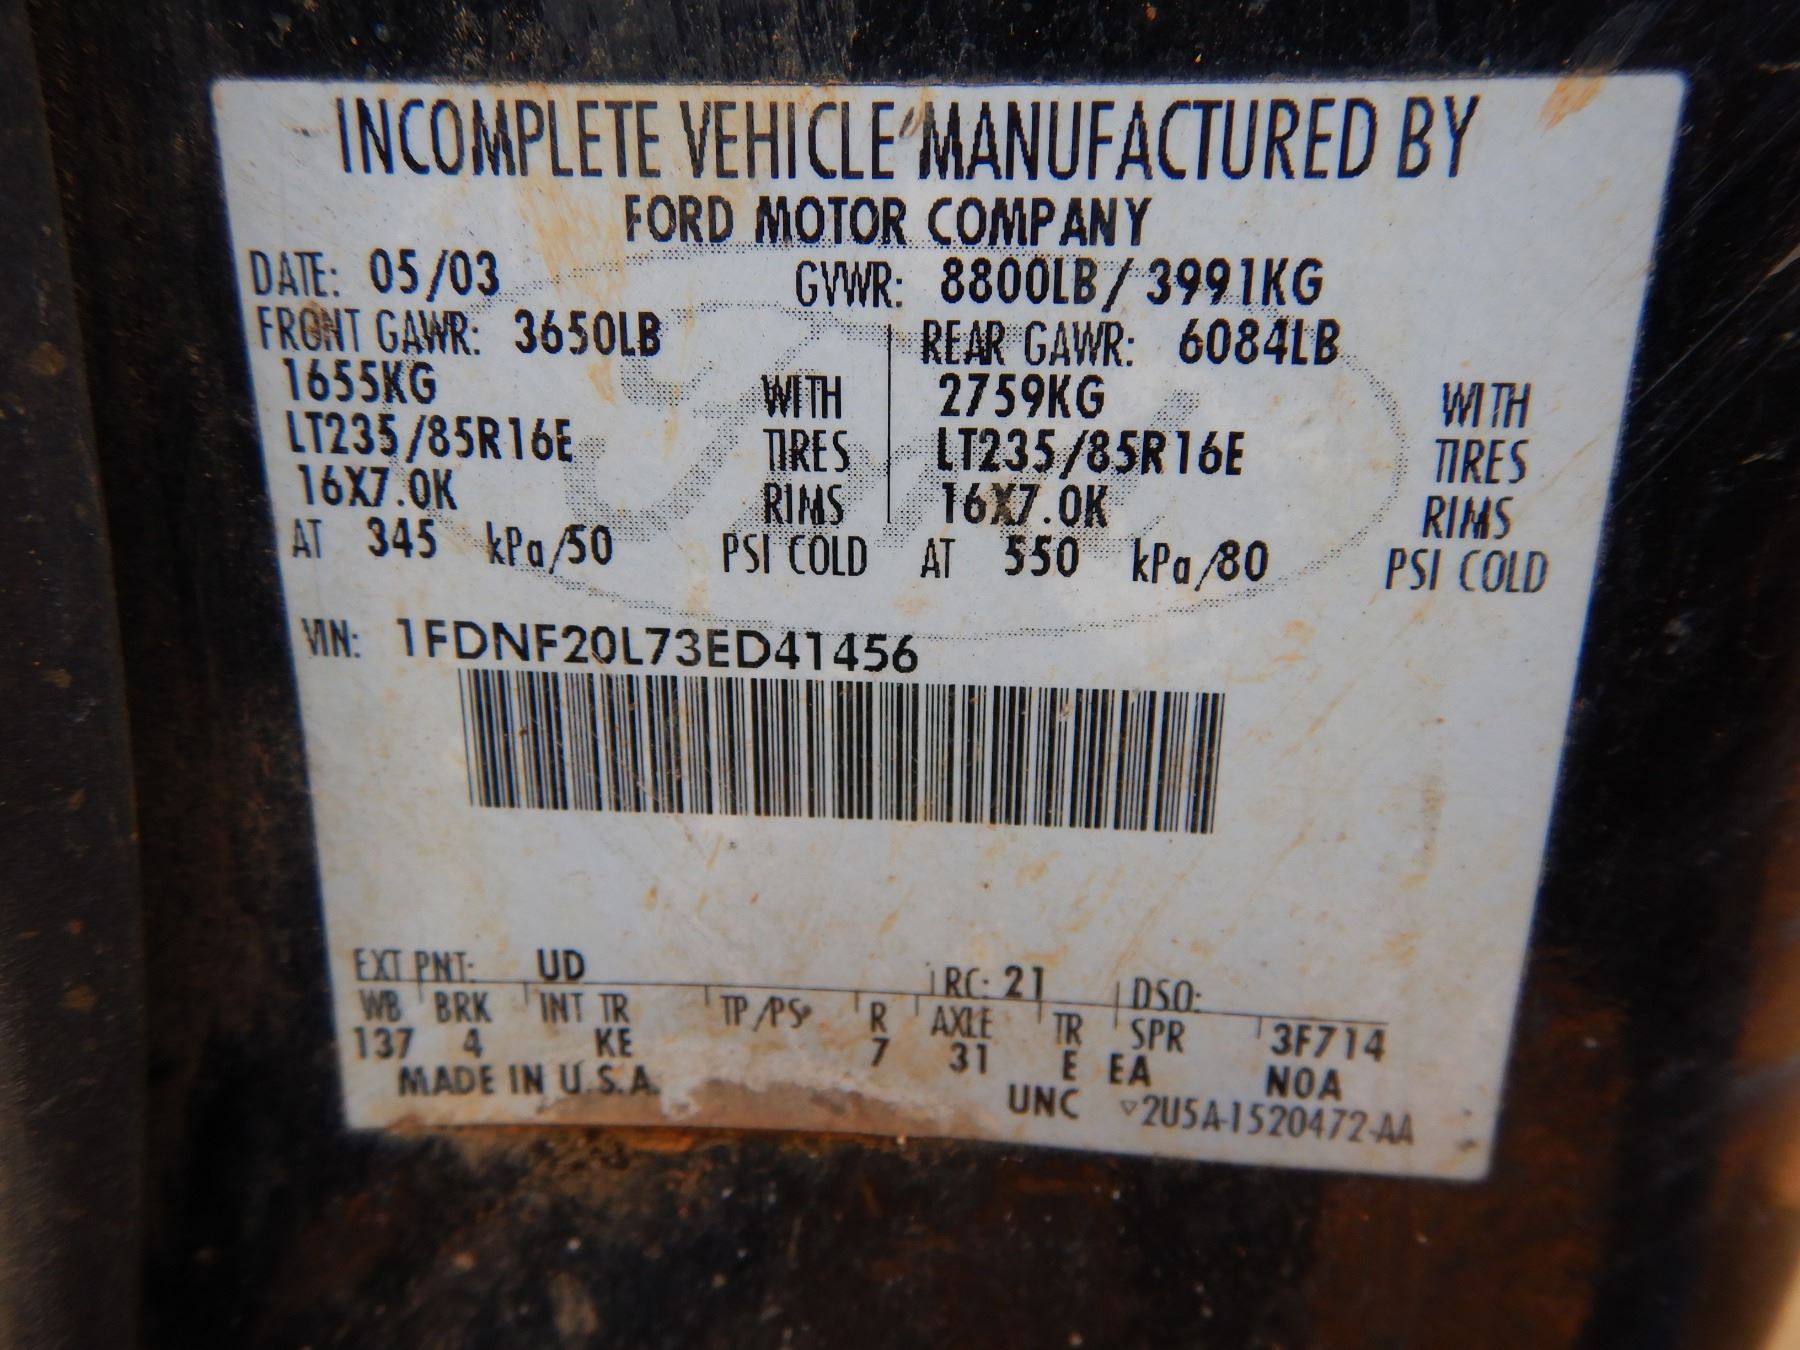 INCOMPLETE VEHICLE MANUFACTURED BY
FORD MOTOR COMPANY
DATE: 05/03 GVWR: 8800LB/3991KG
FRONT GAWR: 3650LB REAR GAWR: 6084LB
1655KG WITH 2759KG WITH
LT235/85R16E TIRES LT235/85R16E TIRES
16X7.0K RIMS 16X7.0K RIMS
AT 345 kPa/50 PSI COLD AT 550 kPa/80 PSI COLD
VIN: 1FDNF20L73ED41456
EXT PNT: UD RC: 21 DSO:
WB BRK INT TR TP/PS R AXLE TR SPR 3F714
137 4 KE 7 31 E EA NOA
MADE IN U.S.A. UNC ▽2U5A-1520472-AA